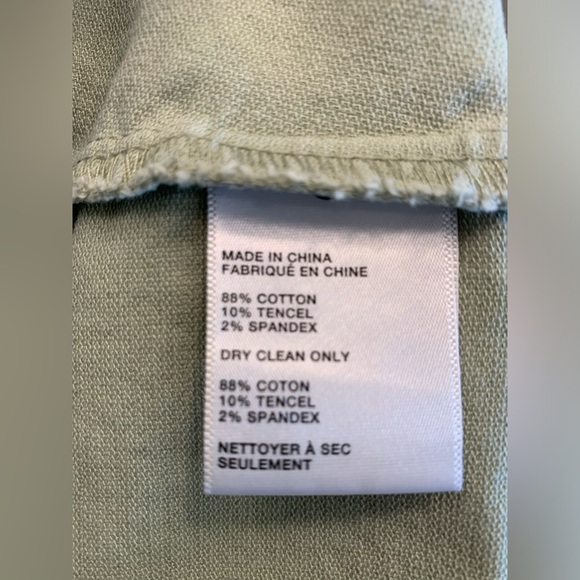 MADE IN CHINA
FABRIQUÉ EN CHINE
88% COTTON
10% TENCEL
2% SPANDEX
DRY CLEAN ONLY
88% COTON
10% TENCEL
2% SPANDEX
NETTOYER À SEC
SEULEMENT